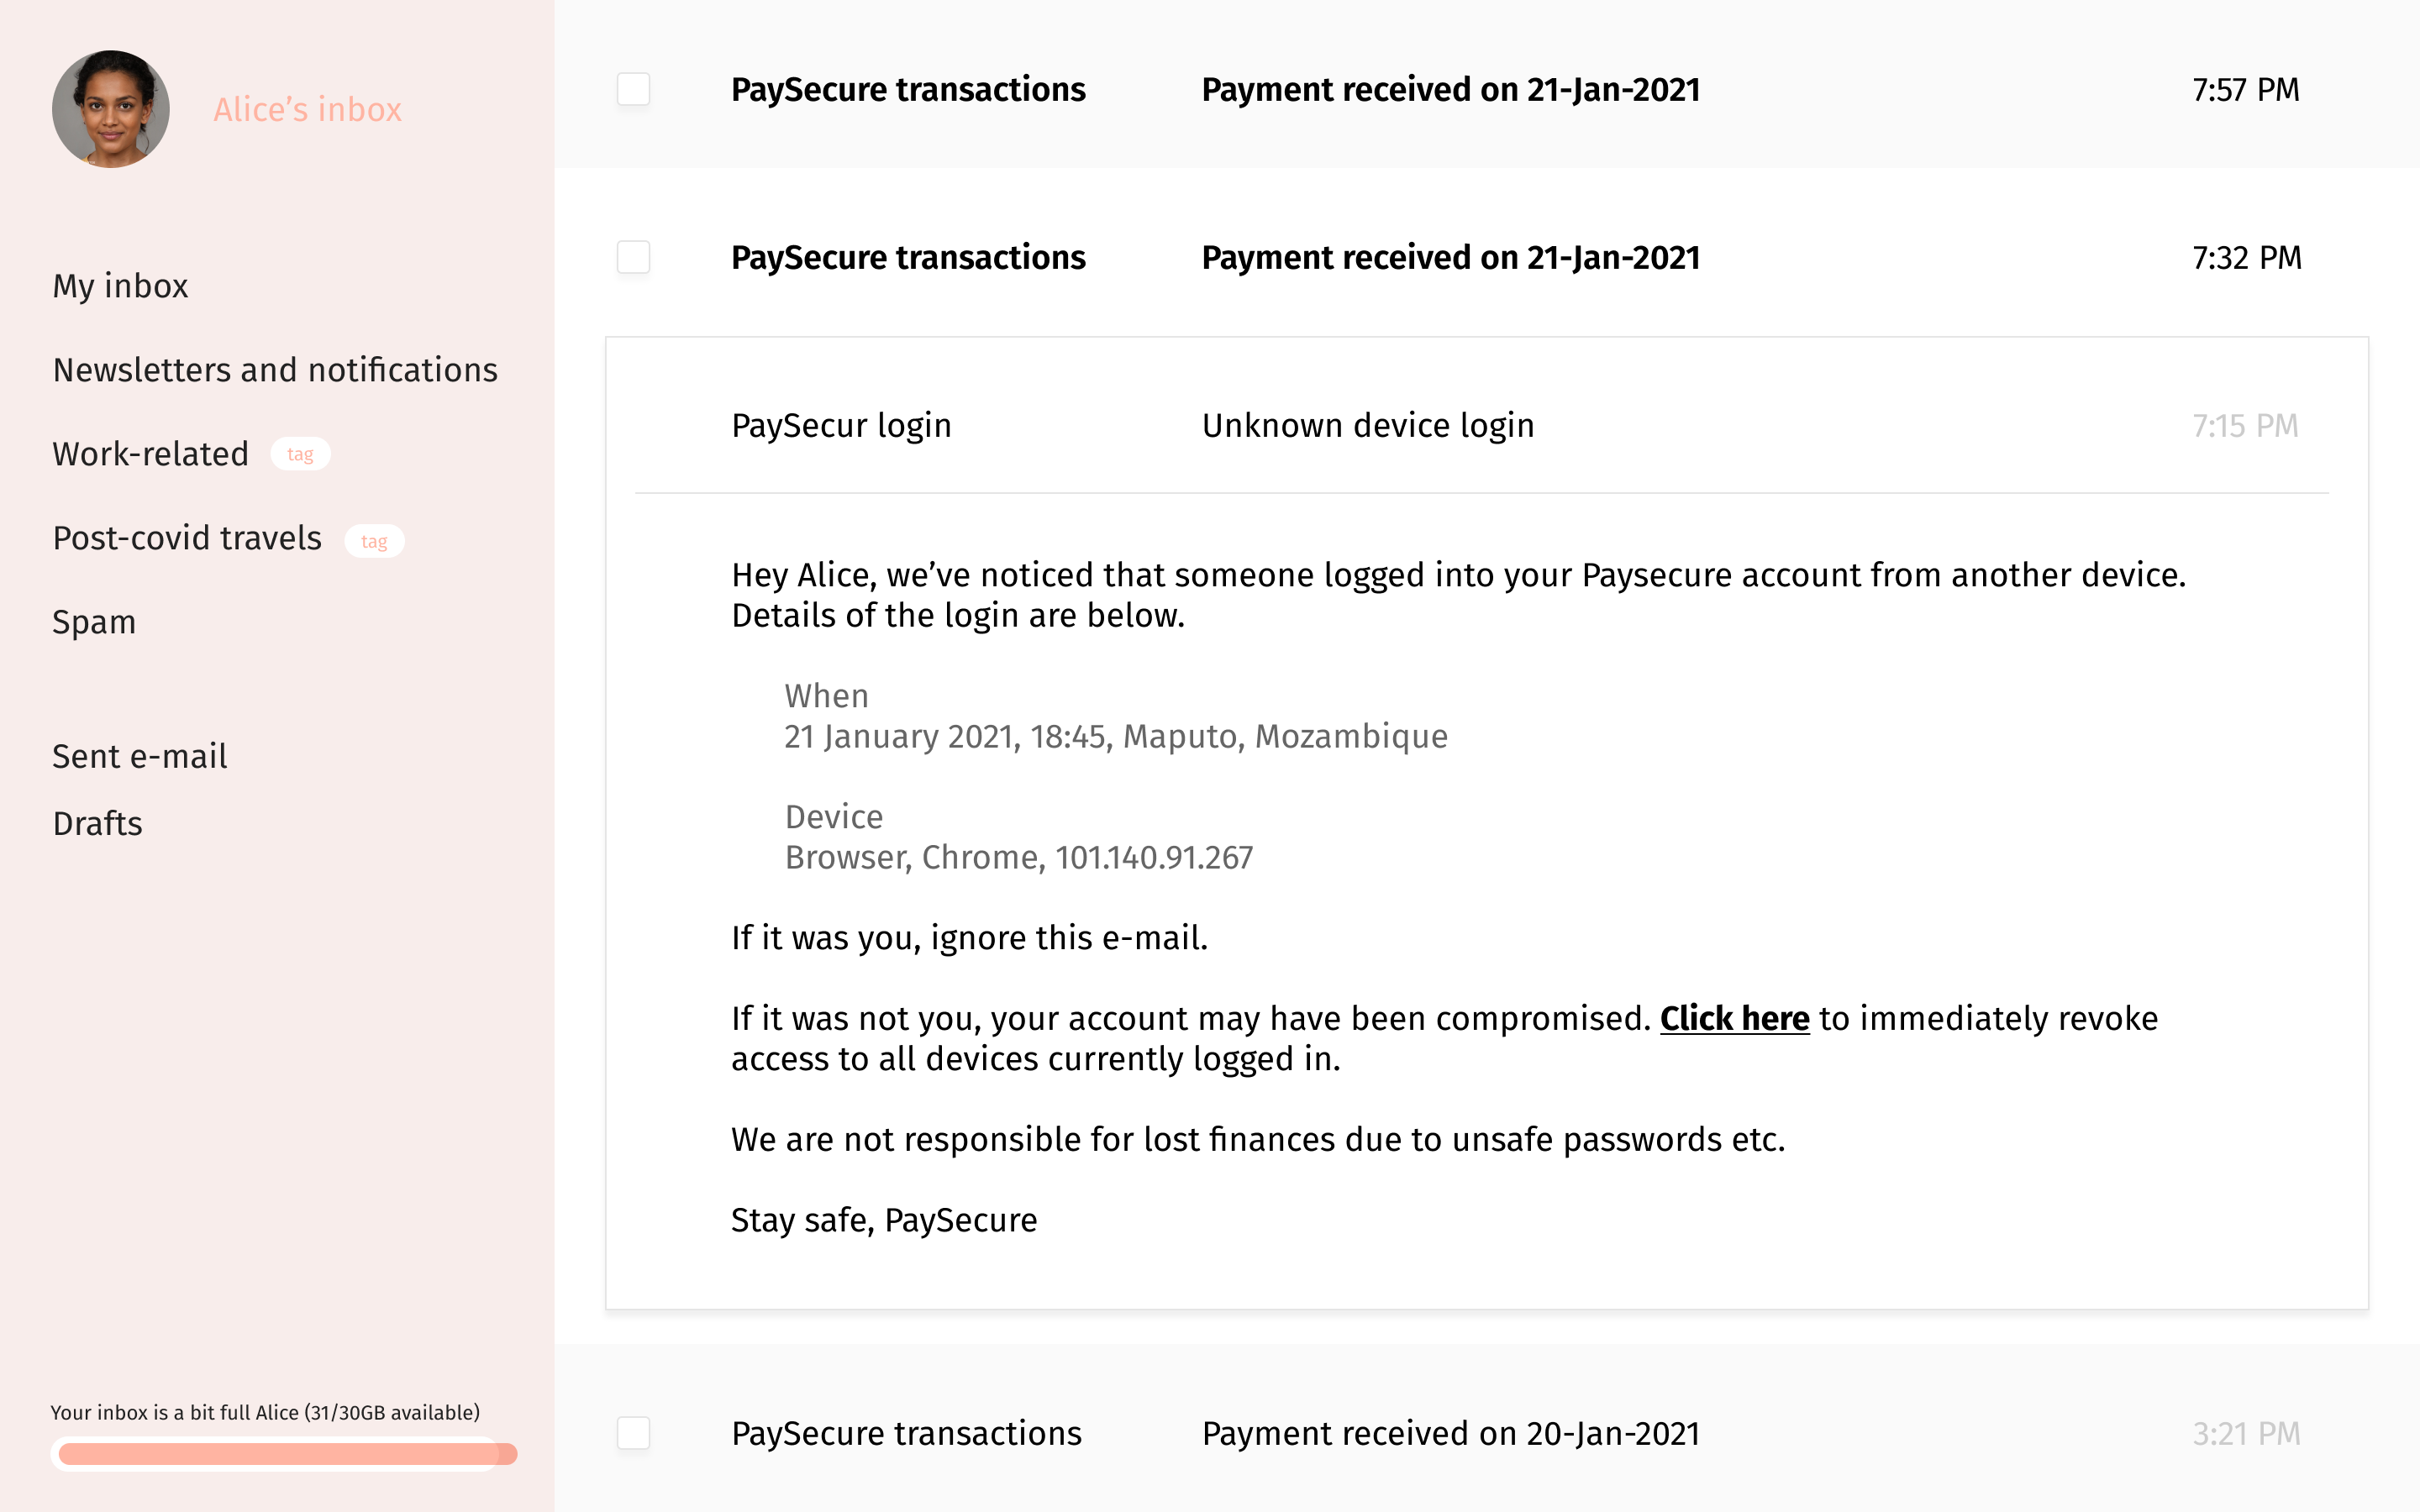 Alice’s inbox
My inbox
Newsletters and notifications
Work-related tag
Post-covid travels tag
Spam
Sent e-mail
Drafts
Your inbox is a bit full Alice (31/30GB available)
PaySecure transactions Payment received on 21-Jan-2021 7:57 PM
PaySecure transactions Payment received on 21-Jan-2021 7:32 PM
PaySecur login Unknown device login 7:15 PM
Hey Alice, we’ve noticed that someone logged into your Paysecure account from another device.
Details of the login are below.
When
21 January 2021, 18:45, Maputo, Mozambique
Device
Browser, Chrome, 101.140.91.267
If it was you, ignore this e-mail.
If it was not you, your account may have been compromised. Click here to immediately revoke
access to all devices currently logged in.
We are not responsible for lost finances due to unsafe passwords etc.
Stay safe, PaySecure
PaySecure transactions Payment received on 20-Jan-2021 3:21 PM